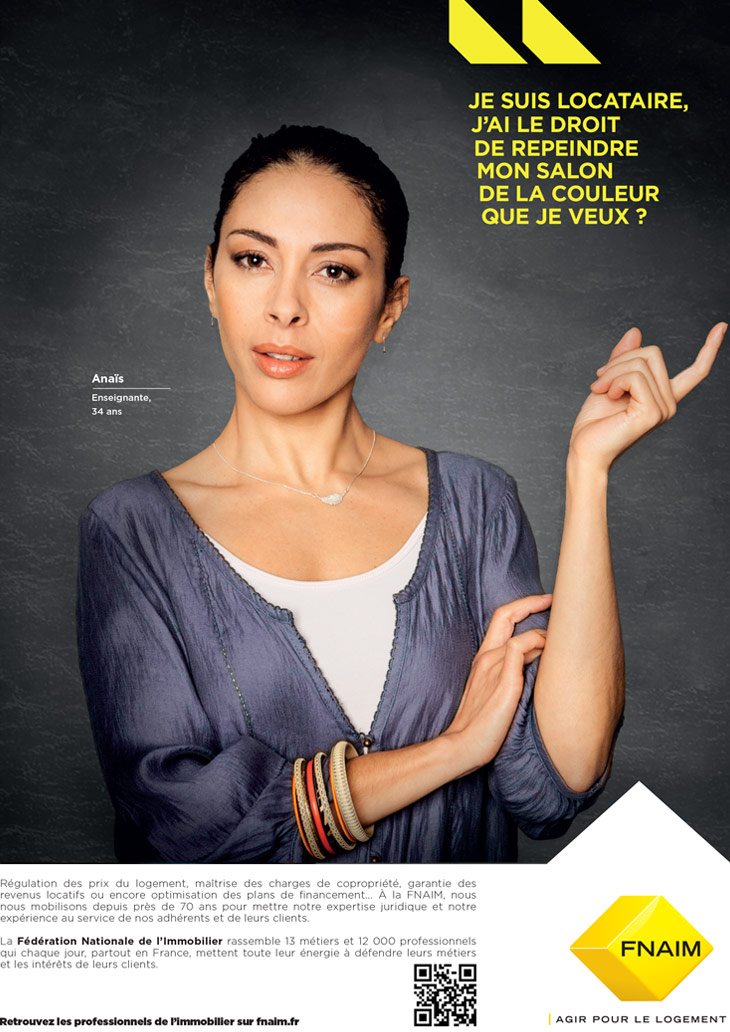 JE SUIS LOCATAIRE,
J'AI LE DROIT
DE REPEINDRE
MON SALON
DE LA COULEUR
QUE JE VEUX ?
Anaïs
Enseignante,
34 ans
Régulation des prix du logement, maîtrise des charges de copropriété, garantie des
revenus locatifs ou encore optimisation des plans de financement... À la FNAIM, nous
nous mobilisons depuis près de 70 ans pour mettre notre expertise juridique et notre
expérience au service de nos adhérents et de leurs clients.
La Fédération Nationale de l'Immobilier rassemble 13 métiers et 12 000 professionnels
qui chaque jour, partout en France, mettent toute leur énergie à défendre leurs métiers
et les intérêts de leurs clients.
Retrouvez les professionnels de l'immobilier sur fnaim.fr
FNAIM
AGIR POUR LE LOGEMENT